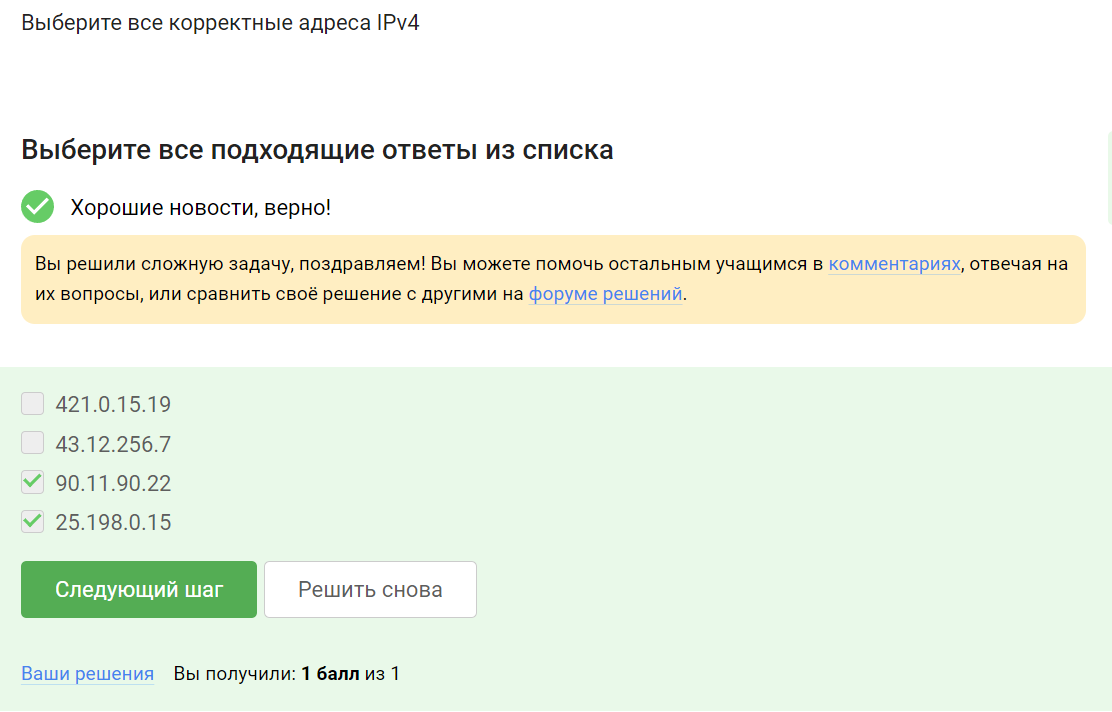 Выберите все корректные адреса IPv4
Выберите все подходящие ответы из списка
Хорошие новости, верно!
Вы решили сложную задачу, поздравляем! Вы можете помочь остальным учащимся в комментариях, отвечая на
их вопросы, или сравнить своё решение с другими на форуме решений.
421.0.15.19
43.12.256.7
90.11.90.22
25.198.0.15
Следующий шаг Решить снова
Ваши решения Вы получили: 1 балл из 1